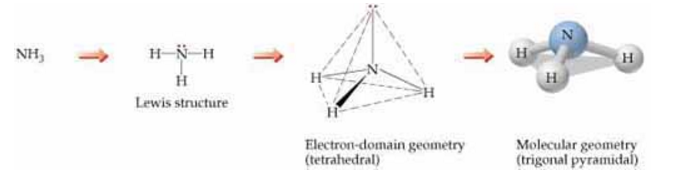 NH3
H–N̈–H
H
Lewis structure
N
H
H
H
Electron-domain geometry
(tetrahedral)
N
H
H
H
Molecular geometry
(trigonal pyramidal)